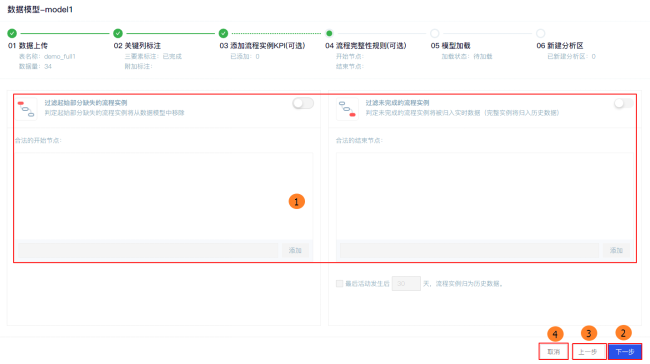 数据模型-model1
01 数据上传
表名称: demo_full1
数据量: 34
02 关键列标注
三要素标注: 已完成
附加标注:
03 添加流程实例KPI(可选)
已添加: 0
04 流程完整性规则(可选)
开始节点:
结束节点:
05 模型加载
加载状态: 待加载
06 新建分析区
已新建分析区: 0
过滤起始部分缺失的流程实例
判定起始部分缺失的流程实例将从数据模型中移除
合法的开始节点:
添加
过滤未完成的流程实例
判定未完成的流程实例将被归入实时数据 (完整实例将归入历史数据)
合法的结束节点:
添加
最后活动发生后 30 天, 流程实例归为历史数据。
1
4
3
2
取消
上一步
下一步